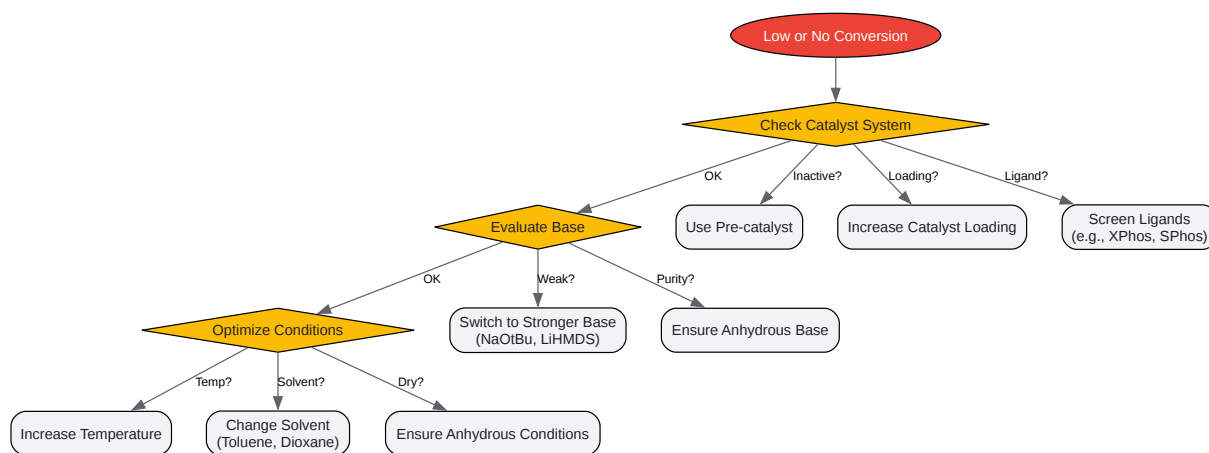 Low or No Conversion
Check Catalyst System
OK
Inactive?
Loading?
Ligand?
Evaluate Base
Use Pre-catalyst
Increase Catalyst Loading
Screen Ligands
(e.g., XPhos, SPhos)
OK
Weak?
Purity?
Optimize Conditions
Switch to Stronger Base
(NaOtBu, LiHMDS)
Ensure Anhydrous Base
Temp?
Solvent?
Dry?
Increase Temperature
Change Solvent
(Toluene, Dioxane)
Ensure Anhydrous Conditions